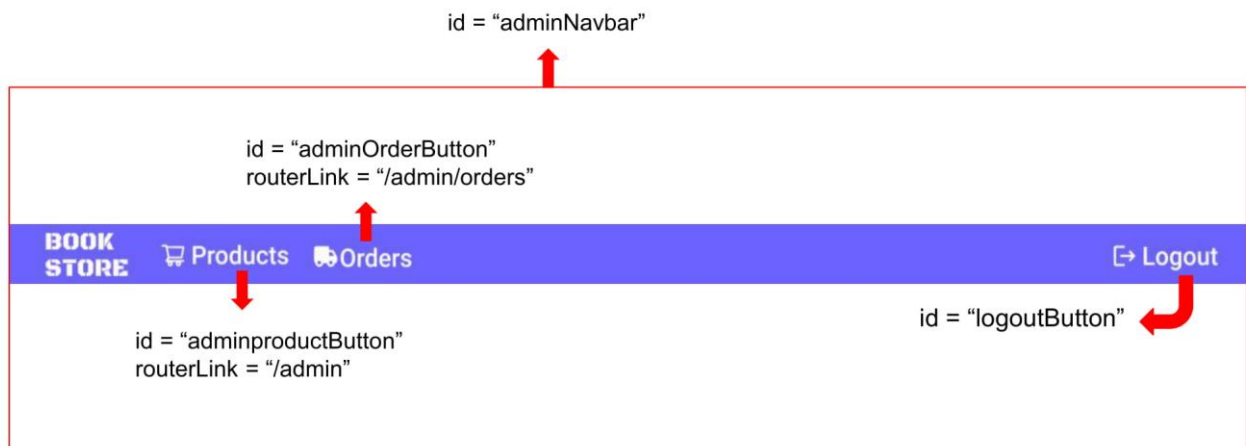 id = “adminNavbar”
id = “adminOrderButton”
routerLink = “/admin/orders”
BOOK
STORE
Products
Orders
Logout
id = “adminproductButton”
routerLink = “/admin”
id = “logoutButton”